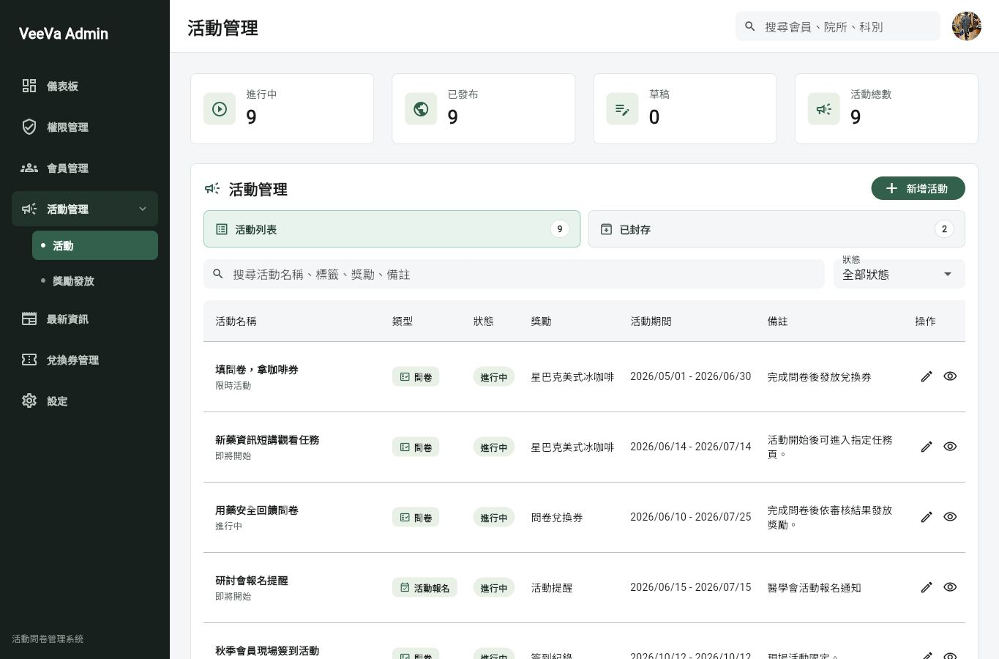 VeeVa Admin
儀表板
權限管理
會員管理
活動管理
活動
獎勵發放
最新資訊
兌換券管理
設定
活動問卷管理系統
活動管理
搜尋會員、院所、科別
進行中
9
已發布
9
草稿
0
活動總數
9
活動管理
新增活動
活動列表
9
已封存
2
搜尋活動名稱、標籤、獎勵、備註
狀態
全部狀態
活動名稱 類型 狀態 獎勵 活動期間 備註 操作
填問卷，拿咖啡券
限時活動
問卷
進行中
星巴克美式冰咖啡
2026/05/01 - 2026/06/30
完成問卷後發放兌換券
新藥資訊短講觀看任務
即將開始
問卷
進行中
星巴克美式冰咖啡
2026/06/14 - 2026/07/14
活動開始後可進入指定任務
頁。
用藥安全回饋問卷
進行中
問卷
進行中
問卷兌換券
2026/06/10 - 2026/07/25
完成問卷後依審核結果發放
獎勵。
研討會報名提醒
即將開始
活動報名
進行中
活動提醒
2026/06/15 - 2026/07/15
醫學會活動報名通知
秋季會員現場簽到活動
問卷
進行中
簽到紀錄
2026/10/12 - 2026/10/12
現場活動限定。